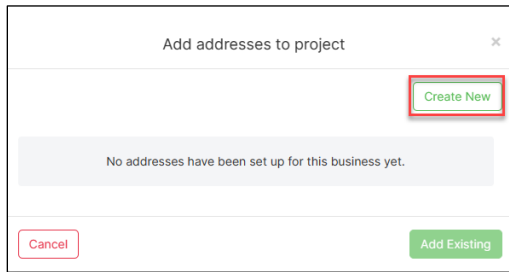 Add addresses to project
×
Create New
No addresses have been set up for this business yet.
Cancel
Add Existing